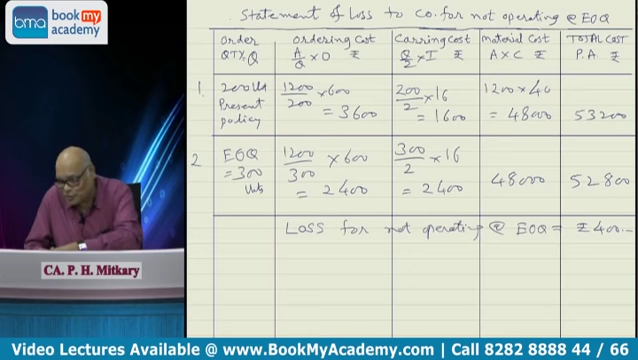 bma
book my
academy
Statement of Loss to Co. for not operating @ EOQ
Order QTY. Q
Ordering Cost A/Q × O ₹
Carring Cost Q/2 × I ₹
Material Cost A × C ₹
TOTAL COST P.A. ₹
1. 200 Uts Present policy
1200/200 × 600 = 3600
200/2 × 16 = 1600
1200 × 40 = 48000
53200
2 EOQ = 300 Uts
1200/300 × 600 = 2400
300/2 × 16 = 2400
48000
52800
Loss for not operating @ EOQ = ₹ 400.–
CA. P. H. Mitkary
Video Lectures Available @ www.BookMyAcademy.com | Call 8282 8888 44 / 66